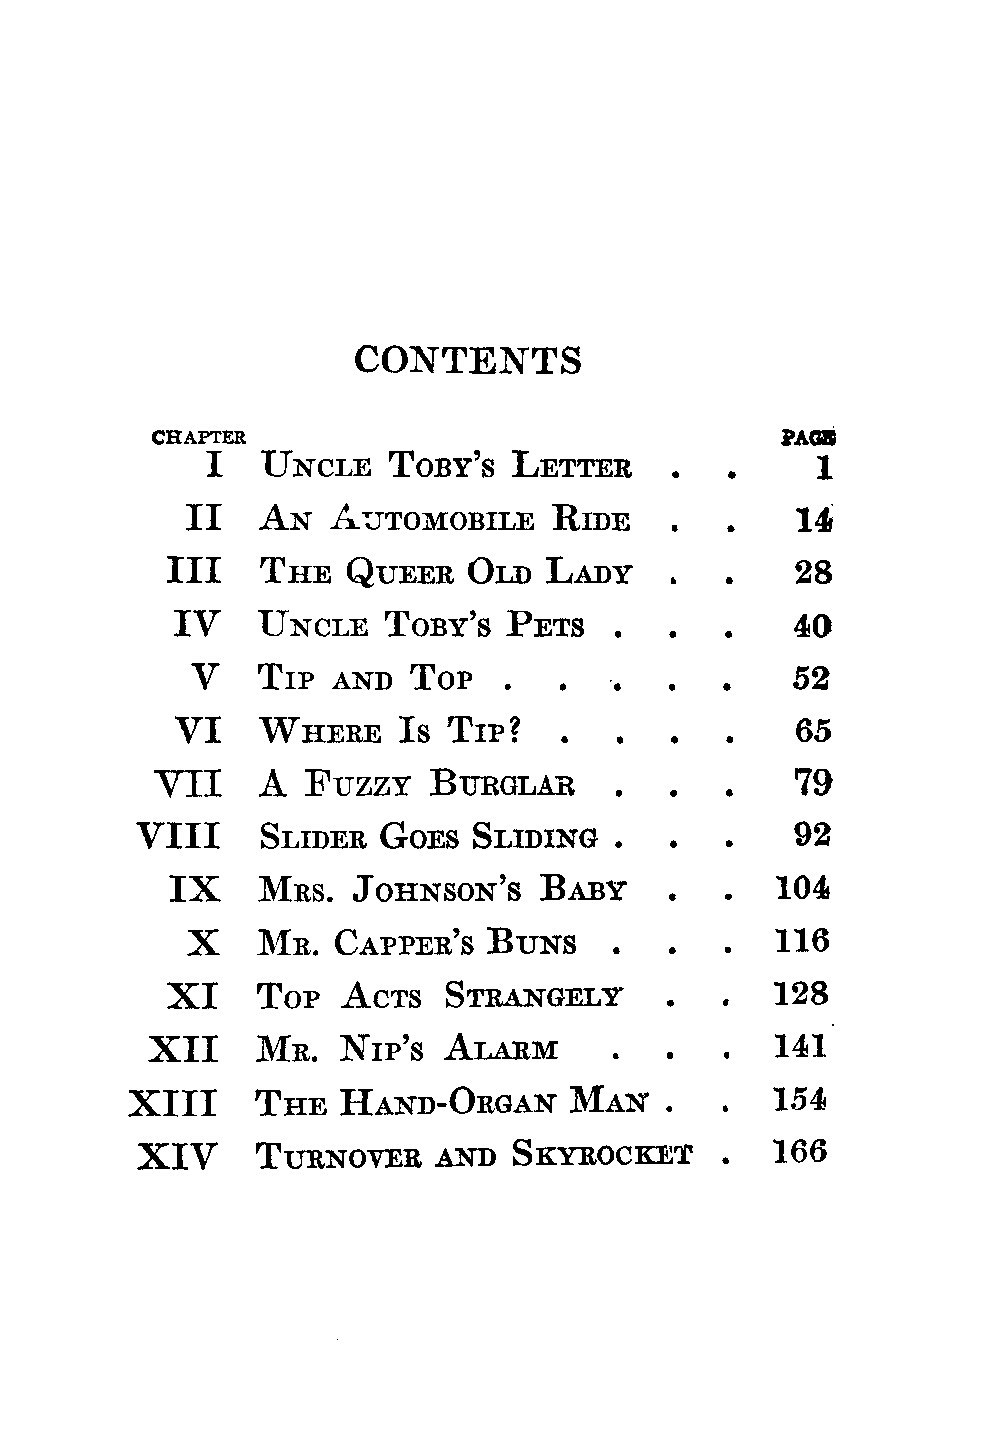 CONTENTS
CHAPTER PAGE
I Uncle Toby's Letter . . 1
II An Automobile Ride . . 14
III The Queer Old Lady . . 28
IV Uncle Toby's Pets . . . 40
V Tip and Top . . . . . 52
VI Where Is Tip? . . . . 65
VII A Fuzzy Burglar . . . 79
VIII Slider Goes Sliding . . . 92
IX Mrs. Johnson's Baby . . 104
X Mr. Capper's Buns . . . 116
XI Top Acts Strangely . . 128
XII Mr. Nip's Alarm . . . 141
XIII The Hand-Organ Man . . 154
XIV Turnover and Skyrocket . 166